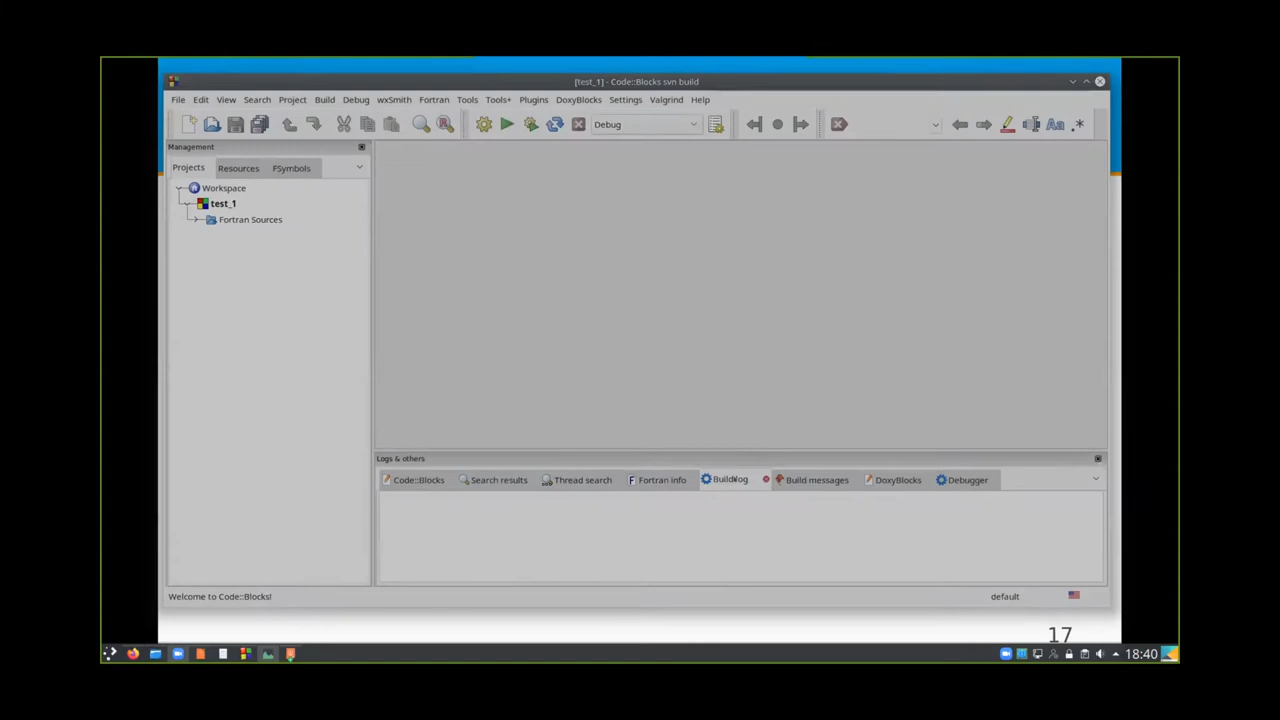 [test_1] - Code::Blocks svn build
File Edit View Search Project Build Debug wxSmith Fortran Tools Tools+ Plugins DoxyBlocks Settings Valgrind Help
Debug
Aa .*
Management
Projects Resources FSymbols
Workspace
test_1
Fortran Sources
Logs & others
Code::Blocks Search results Thread search F Fortran info Build log Build messages DoxyBlocks Debugger
Welcome to Code::Blocks! default
17
18:40